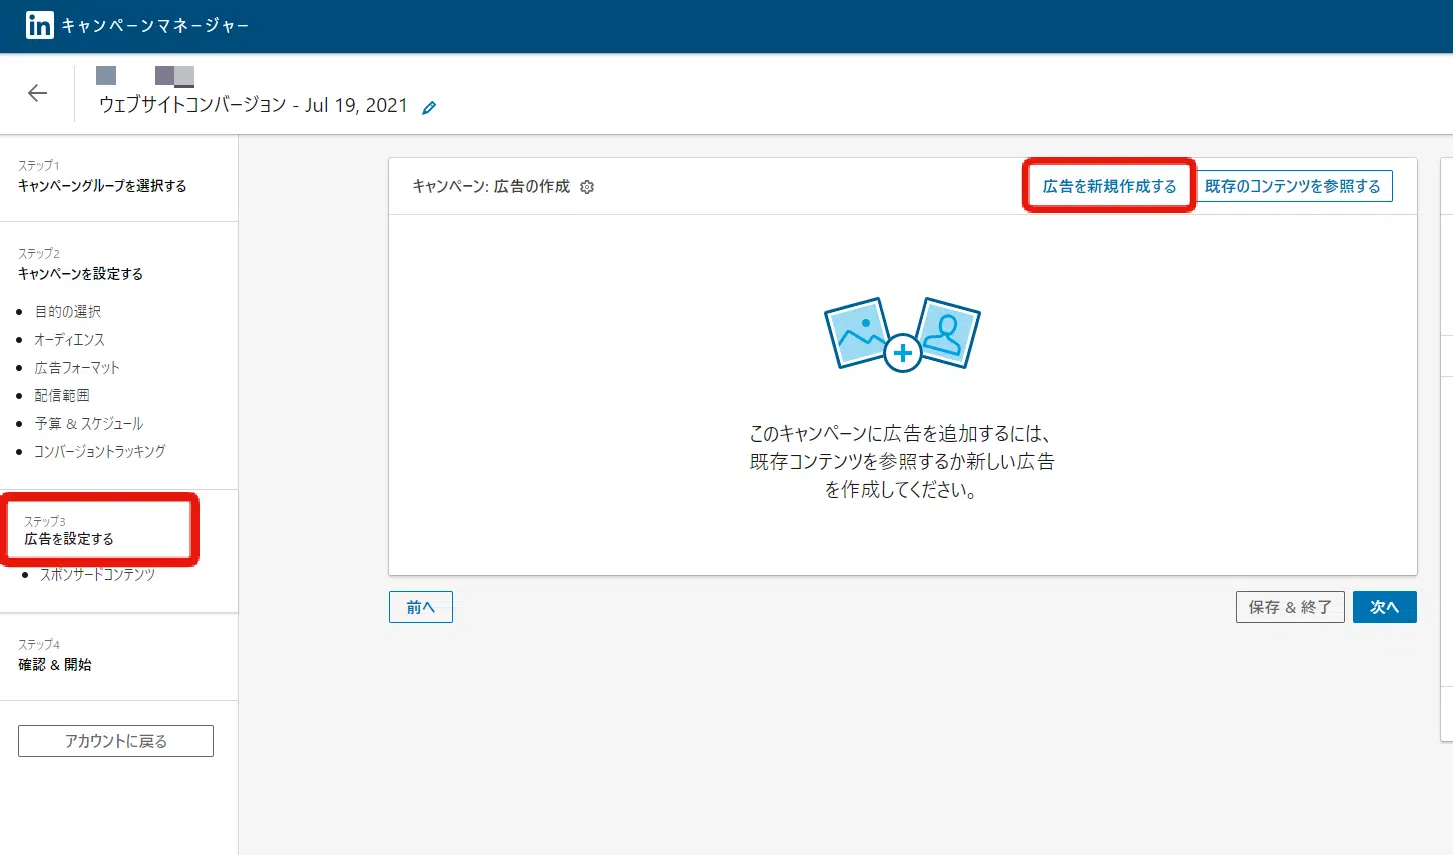 in キャンペーンマネージャー
ウェブサイトコンバージョン - Jul 19, 2021
ステップ1
キャンペーングループを選択する
ステップ2
キャンペーンを設定する
目的の選択
オーディエンス
広告フォーマット
配信範囲
予算 & スケジュール
コンバージョントラッキング
ステップ3
広告を設定する
スポンサードコンテンツ
ステップ4
確認 & 開始
アカウントに戻る
キャンペーン: 広告の作成
広告を新規作成する
既存のコンテンツを参照する
このキャンペーンに広告を追加するには、
既存コンテンツを参照するか新しい広告
を作成してください。
前へ
保存 & 終了
次へ